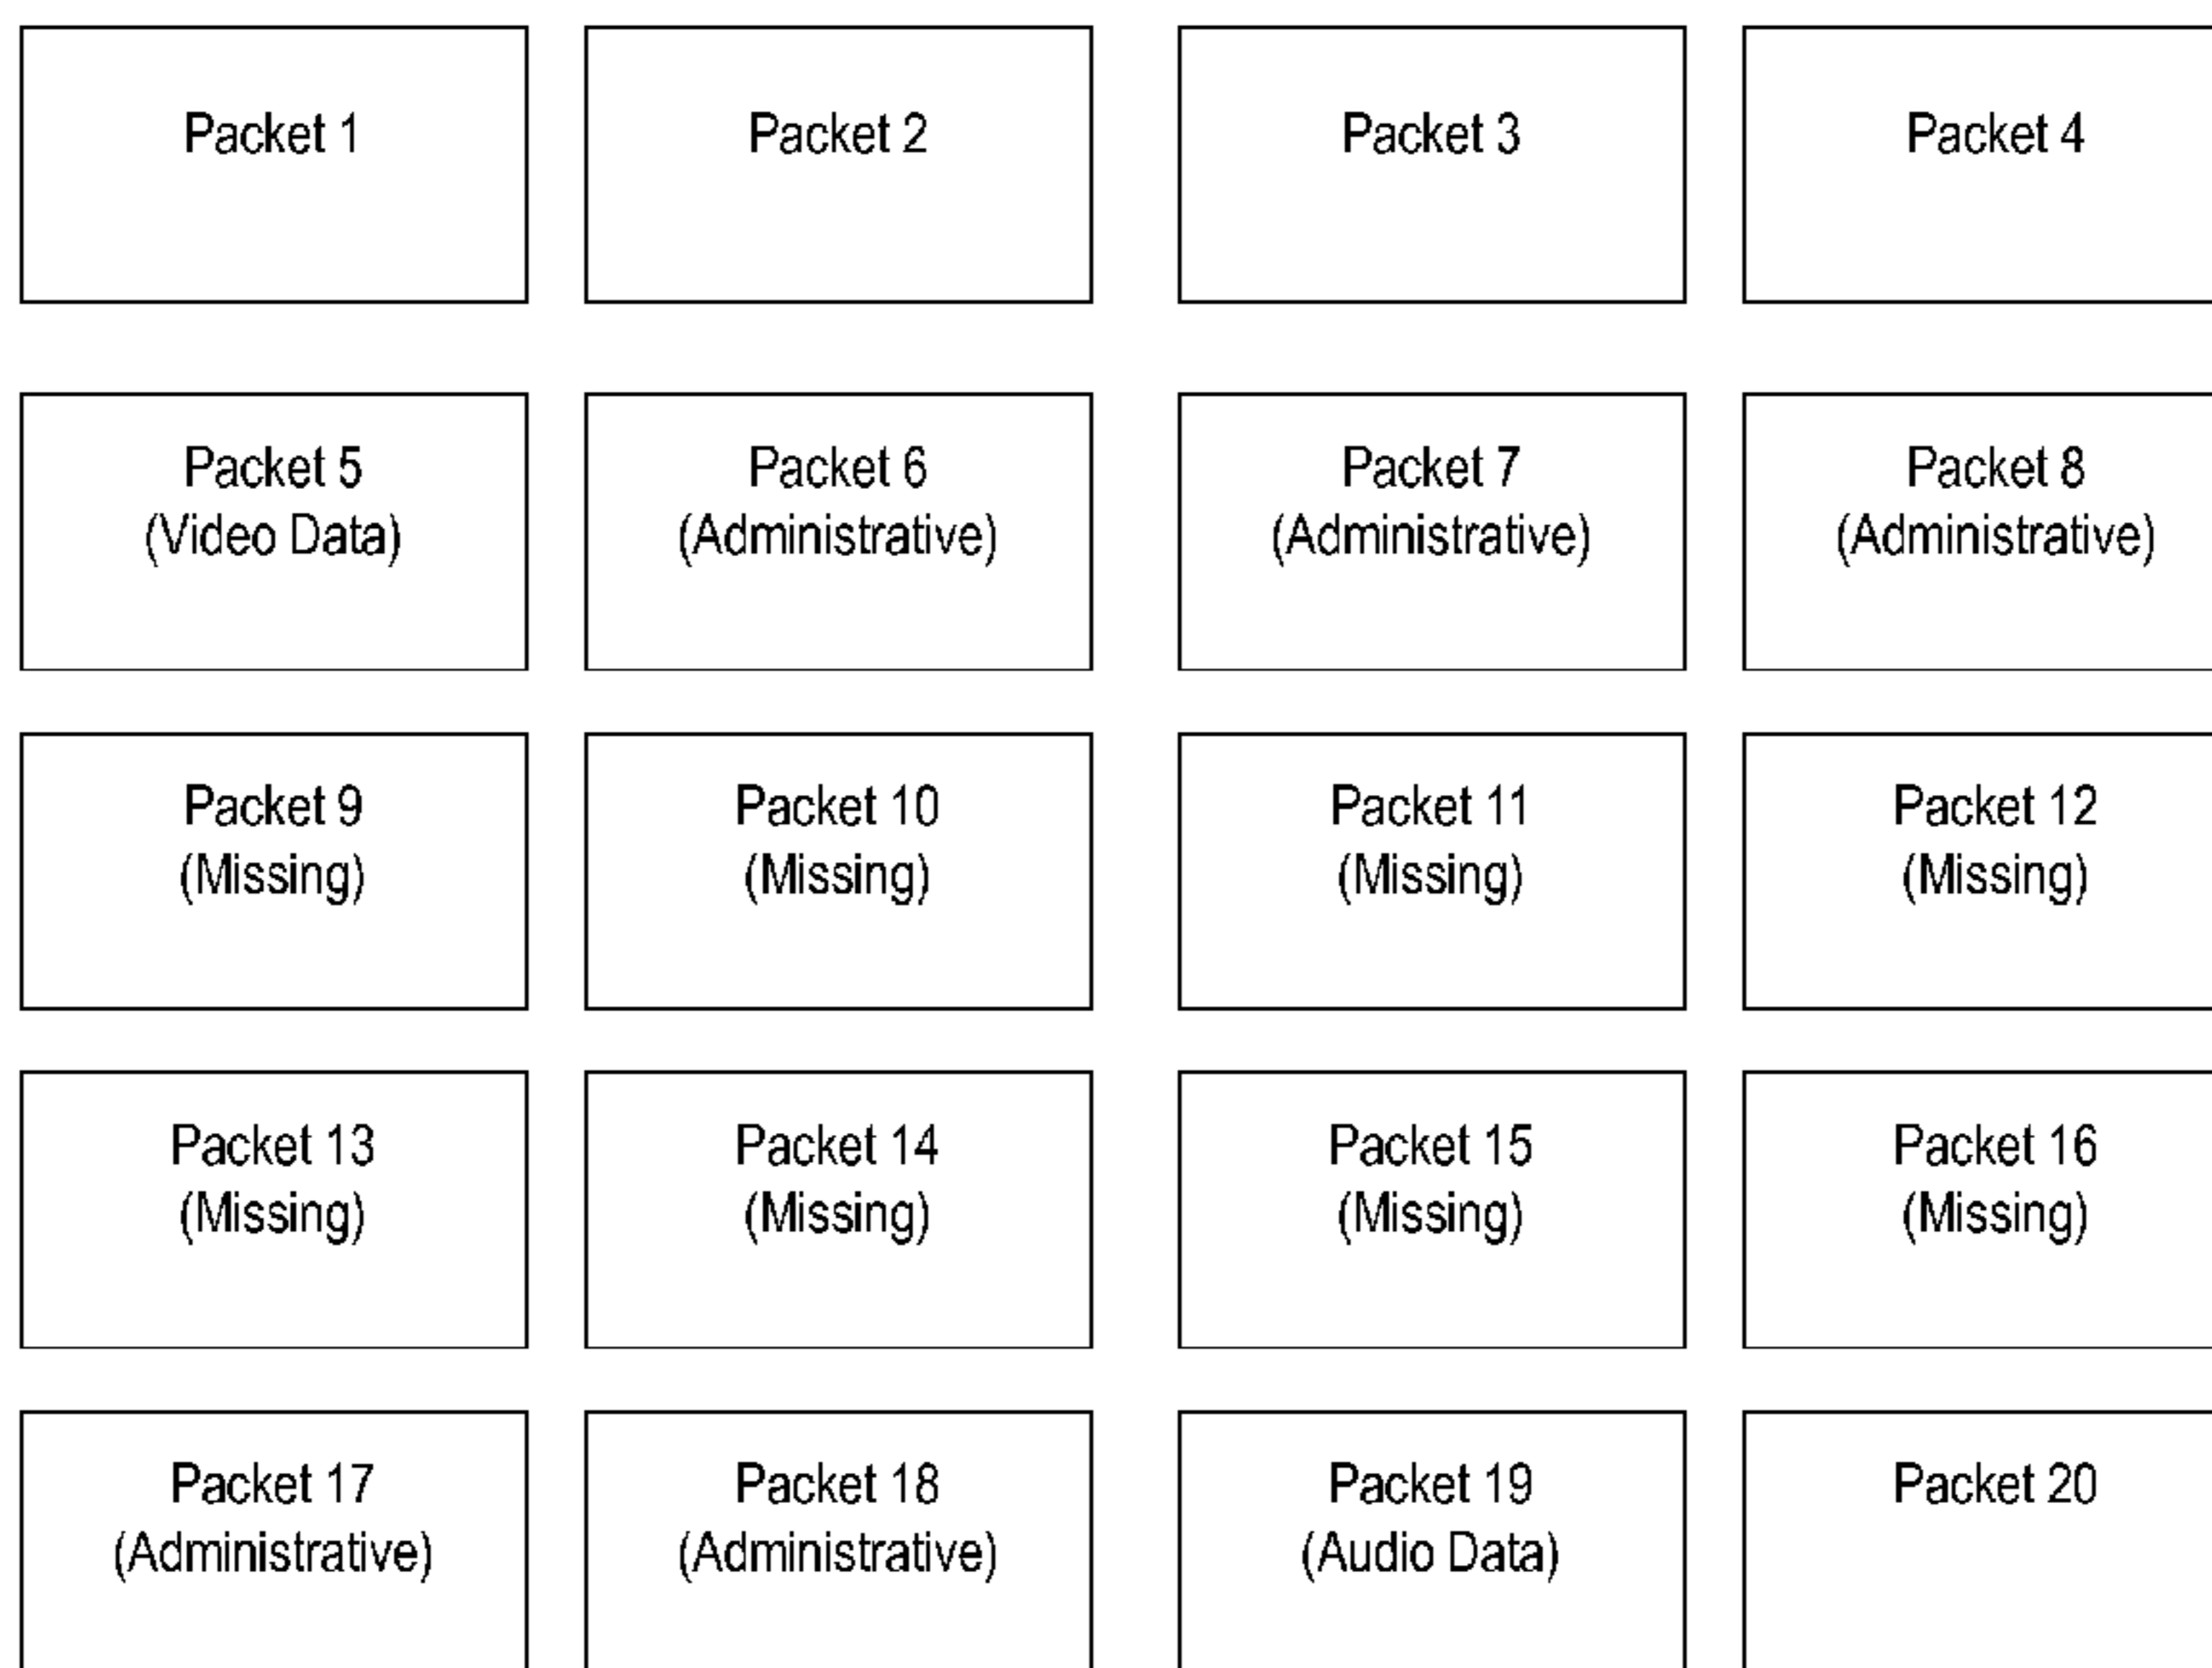 Packet 1
Packet 2
Packet 3
Packet 4
Packet 5
(Video Data)
Packet 6
(Administrative)
Packet 7
(Administrative)
Packet 8
(Administrative)
Packet 9
(Missing)
Packet 10
(Missing)
Packet 11
(Missing)
Packet 12
(Missing)
Packet 13
(Missing)
Packet 14
(Missing)
Packet 15
(Missing)
Packet 16
(Missing)
Packet 17
(Administrative)
Packet 18
(Administrative)
Packet 19
(Audio Data)
Packet 20